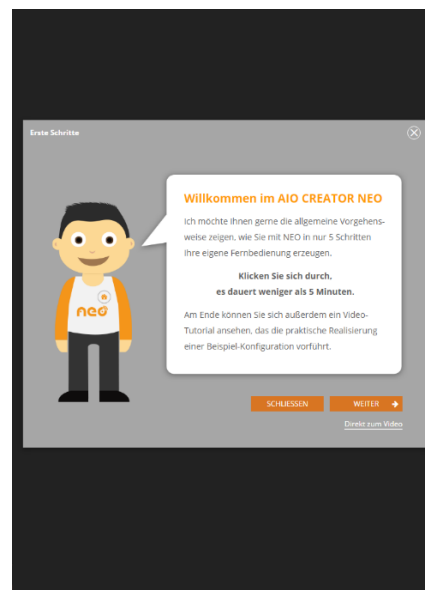 Erste Schritte
Willkommen im AIO CREATOR NEO
Ich möchte Ihnen gerne die allgemeine Vorgehens-
weise zeigen, wie Sie mit NEO in nur 5 Schritten
Ihre eigene Fernbedienung erzeugen.
Klicken Sie sich durch,
es dauert weniger als 5 Minuten.
Am Ende können Sie sich außerdem ein Video-
Tutorial ansehen, das die praktische Realisierung
einer Beispiel-Konfiguration vorführt.
neo
SCHLIESSEN
WEITER
Direkt zum Video